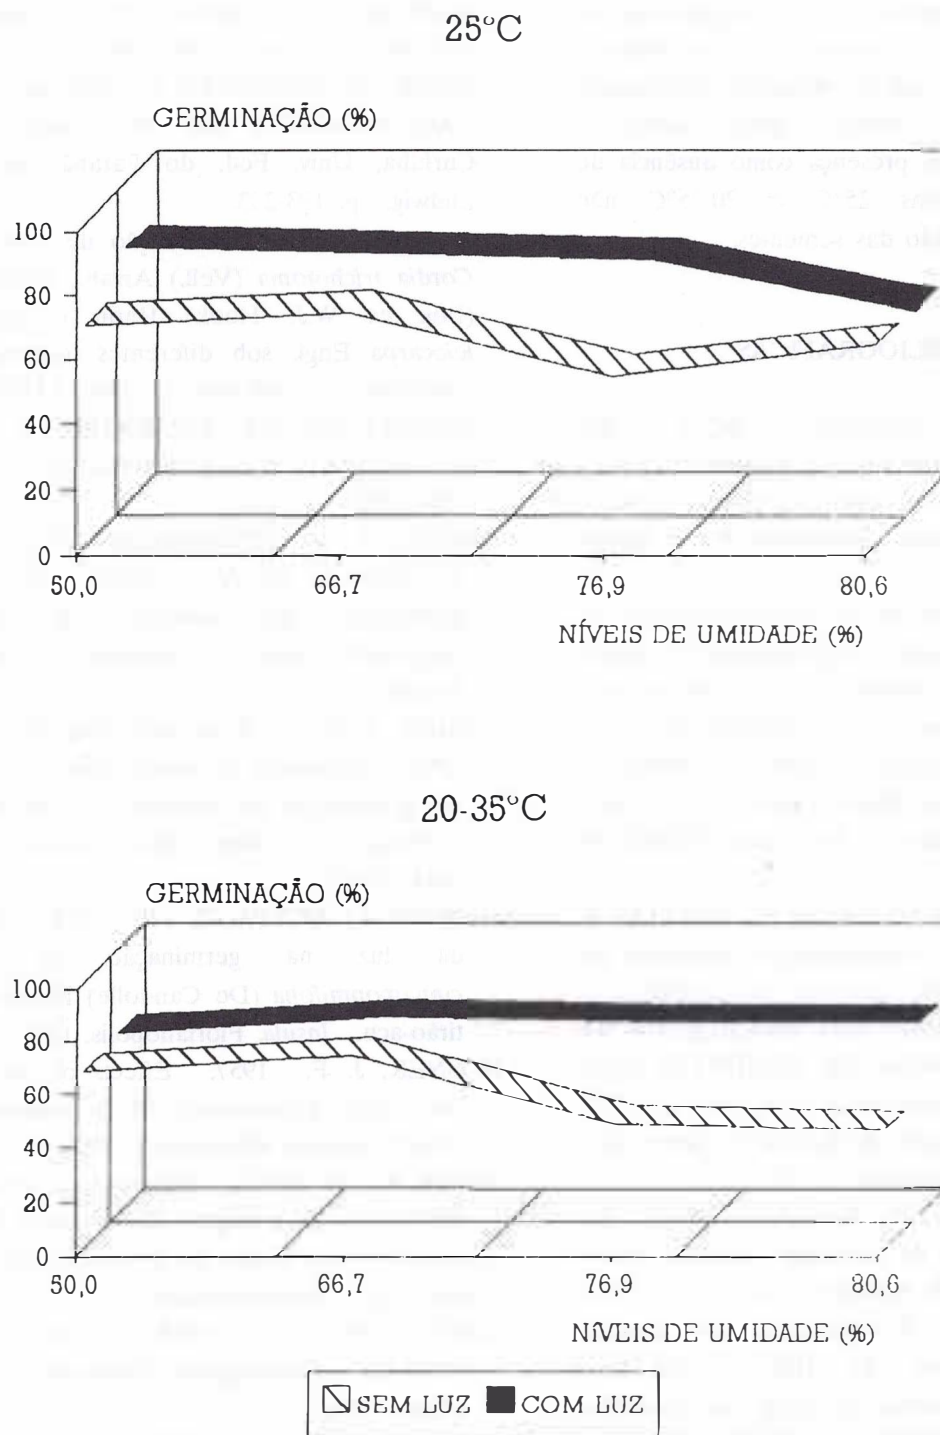 25°C
GERMINAÇÃO (%)
100
80
60
40
20
0
50,0 66,7 76,9 80,6
NÍVEIS DE UMIDADE (%)
20-35°C
GERMINAÇÃO (%)
100
80
60
40
20
0
50,0 66,7 76,9 80,6
NÍVEIS DE UMIDADE (%)
SEM LUZ COM LUZ